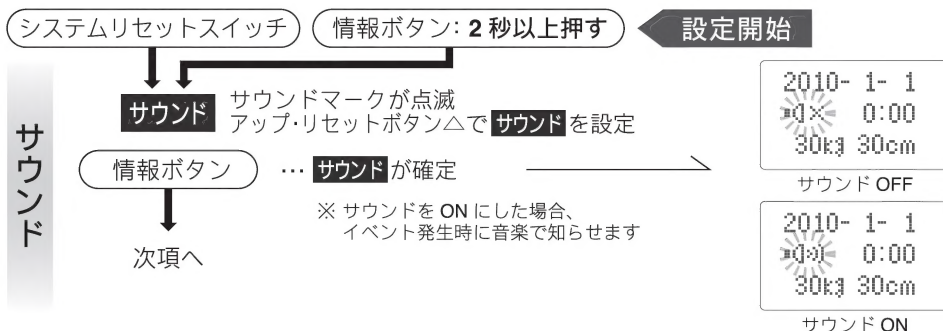 システムリセットスイッチ
情報ボタン: 2 秒以上押す
設定開始
サウンド
サウンド
サウンドマークが点滅
アップ・リセットボタン△で サウンド を設定
情報ボタン
… サウンド が確定
※ サウンドを ON にした場合、
イベント発生時に音楽で知らせます
次項へ
2010- 1- 1
0:00
30kg 30cm
サウンド OFF
2010- 1- 1
0:00
30kg 30cm
サウンド ON